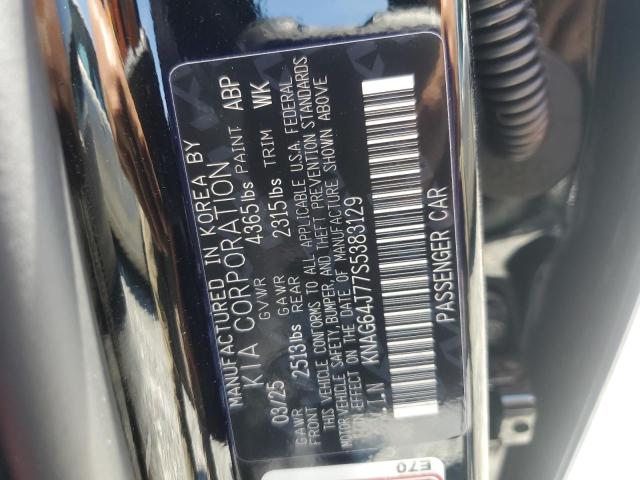 MANUFACTURED IN KOREA BY
KIA CORPORATION
03/25 GVWR 4365lbs PAINT ABP
GAWR FRONT 2513lbs GAWR REAR 2315lbs TRIM WK
THIS VEHICLE CONFORMS TO ALL APPLICABLE U.S.A. FEDERAL
MOTOR VEHICLE SAFETY, BUMPER, AND THEFT PREVENTION STANDARDS
IN EFFECT ON THE DATE OF MANUFACTURE SHOWN ABOVE
KNAG64J77S5383129
PASSENGER CAR
E70